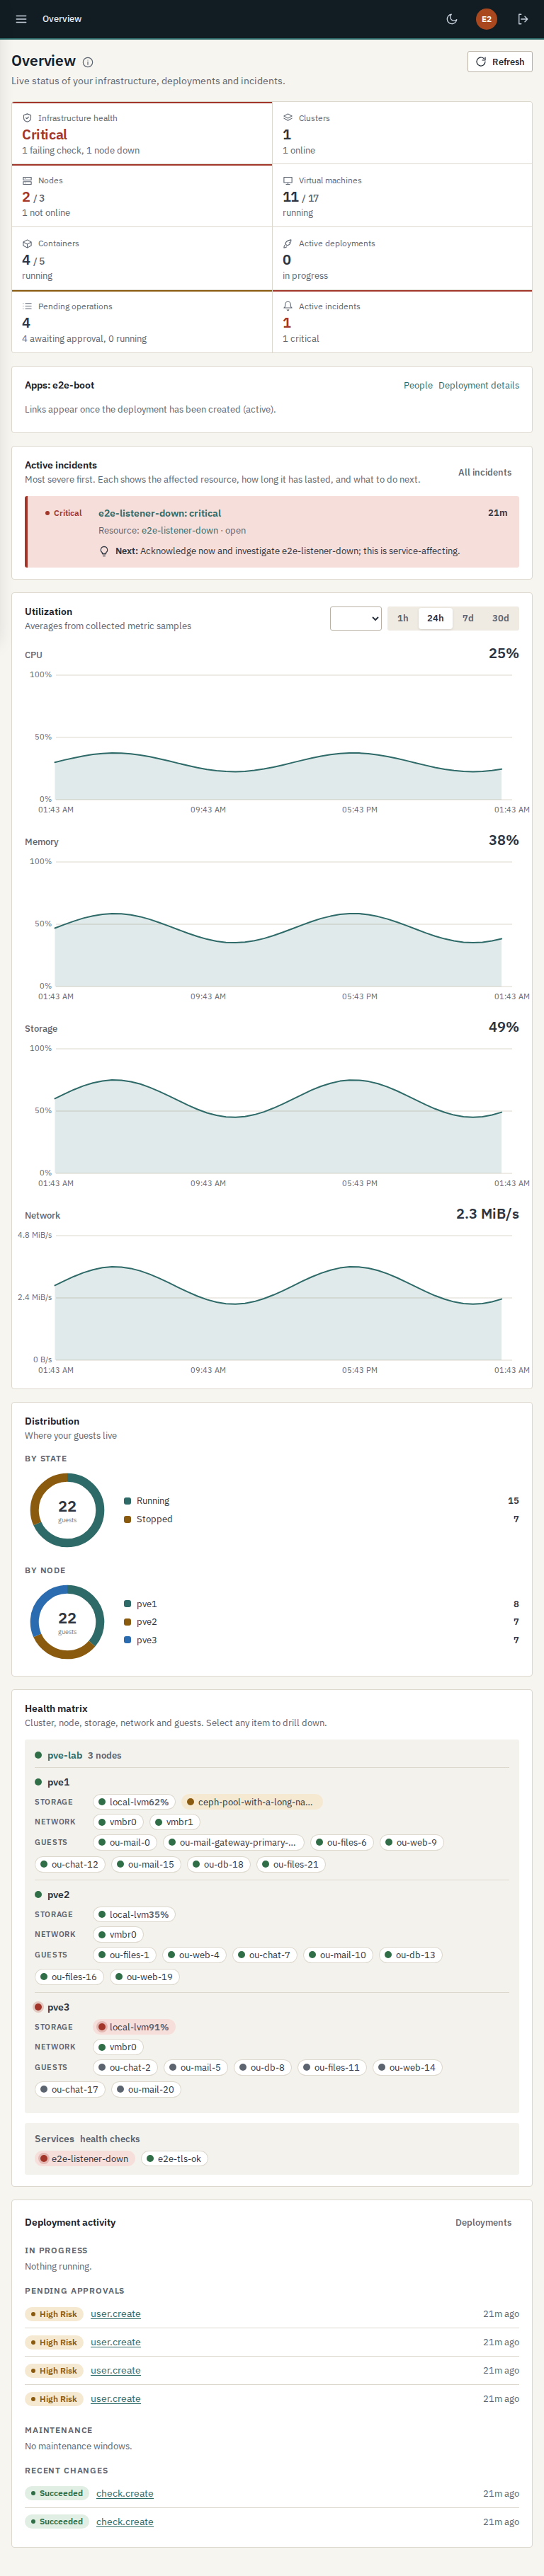 Overview
E2
Overview
Refresh
Live status of your infrastructure, deployments and incidents.
Infrastructure health
Critical
1 failing check, 1 node down
Clusters
1
1 online
Nodes
2 / 3
1 not online
Virtual machines
11 / 17
running
Containers
4 / 5
running
Active deployments
0
in progress
Pending operations
4
4 awaiting approval, 0 running
Active incidents
1
1 critical
Apps: e2e-boot
People Deployment details
Links appear once the deployment has been created (active).
Active incidents
Most severe first. Each shows the affected resource, how long it has lasted, and what to do next.
All incidents
Critical
e2e-listener-down: critical
21m
Resource: e2e-listener-down · open
Next: Acknowledge now and investigate e2e-listener-down; this is service-affecting.
Utilization
Averages from collected metric samples
1h 24h 7d 30d
CPU
25%
100%
50%
0%
01:43 AM 09:43 AM 05:43 PM 01:43 AM
Memory
38%
100%
50%
0%
01:43 AM 09:43 AM 05:43 PM 01:43 AM
Storage
49%
100%
50%
0%
01:43 AM 09:43 AM 05:43 PM 01:43 AM
Network
2.3 MiB/s
4.8 MiB/s
2.4 MiB/s
0 B/s
01:43 AM 09:43 AM 05:43 PM 01:43 AM
Distribution
Where your guests live
BY STATE
22
guests
Running 15
Stopped 7
BY NODE
22
guests
pve1 8
pve2 7
pve3 7
Health matrix
Cluster, node, storage, network and guests. Select any item to drill down.
pve-lab 3 nodes
pve1
STORAGE local-lvm62% ceph-pool-with-a-long-na...
NETWORK vmbr0 vmbr1
GUESTS ou-mail-0 ou-mail-gateway-primary-... ou-files-6 ou-web-9
ou-chat-12 ou-mail-15 ou-db-18 ou-files-21
pve2
STORAGE local-lvm35%
NETWORK vmbr0
GUESTS ou-files-1 ou-web-4 ou-chat-7 ou-mail-10 ou-db-13
ou-files-16 ou-web-19
pve3
STORAGE local-lvm91%
NETWORK vmbr0
GUESTS ou-chat-2 ou-mail-5 ou-db-8 ou-files-11 ou-web-14
ou-chat-17 ou-mail-20
Services health checks
e2e-listener-down e2e-tls-ok
Deployment activity
Deployments
IN PROGRESS
Nothing running.
PENDING APPROVALS
High Risk user.create 21m ago
High Risk user.create 21m ago
High Risk user.create 21m ago
High Risk user.create 21m ago
MAINTENANCE
No maintenance windows.
RECENT CHANGES
Succeeded check.create 21m ago
Succeeded check.create 21m ago